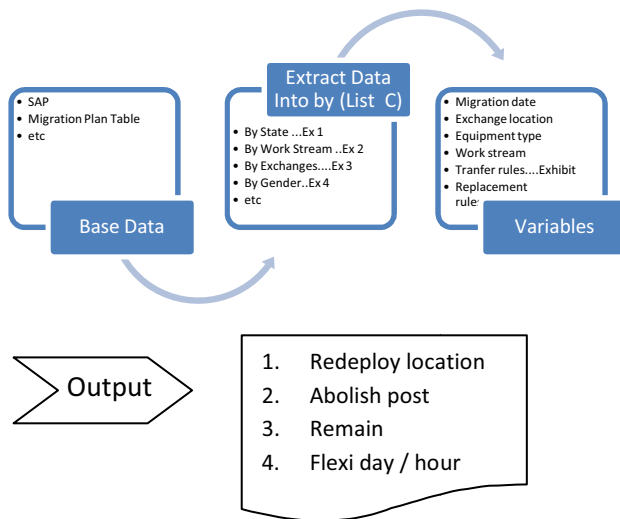 • SAP
• Migration Plan Table
• etc
Base Data
Extract Data
Into by (List C)
• By State ...Ex 1
• By Work Stream ..Ex 2
• By Exchanges....Ex 3
• By Gender..Ex 4
• etc
• Migration date
• Exchange location
• Equipment type
• Work stream
• Tranfer rules....Exhibit
• Replacement
Variables
Output
1. Redeploy location
2. Abolish post
3. Remain
4. Flexi day / hour